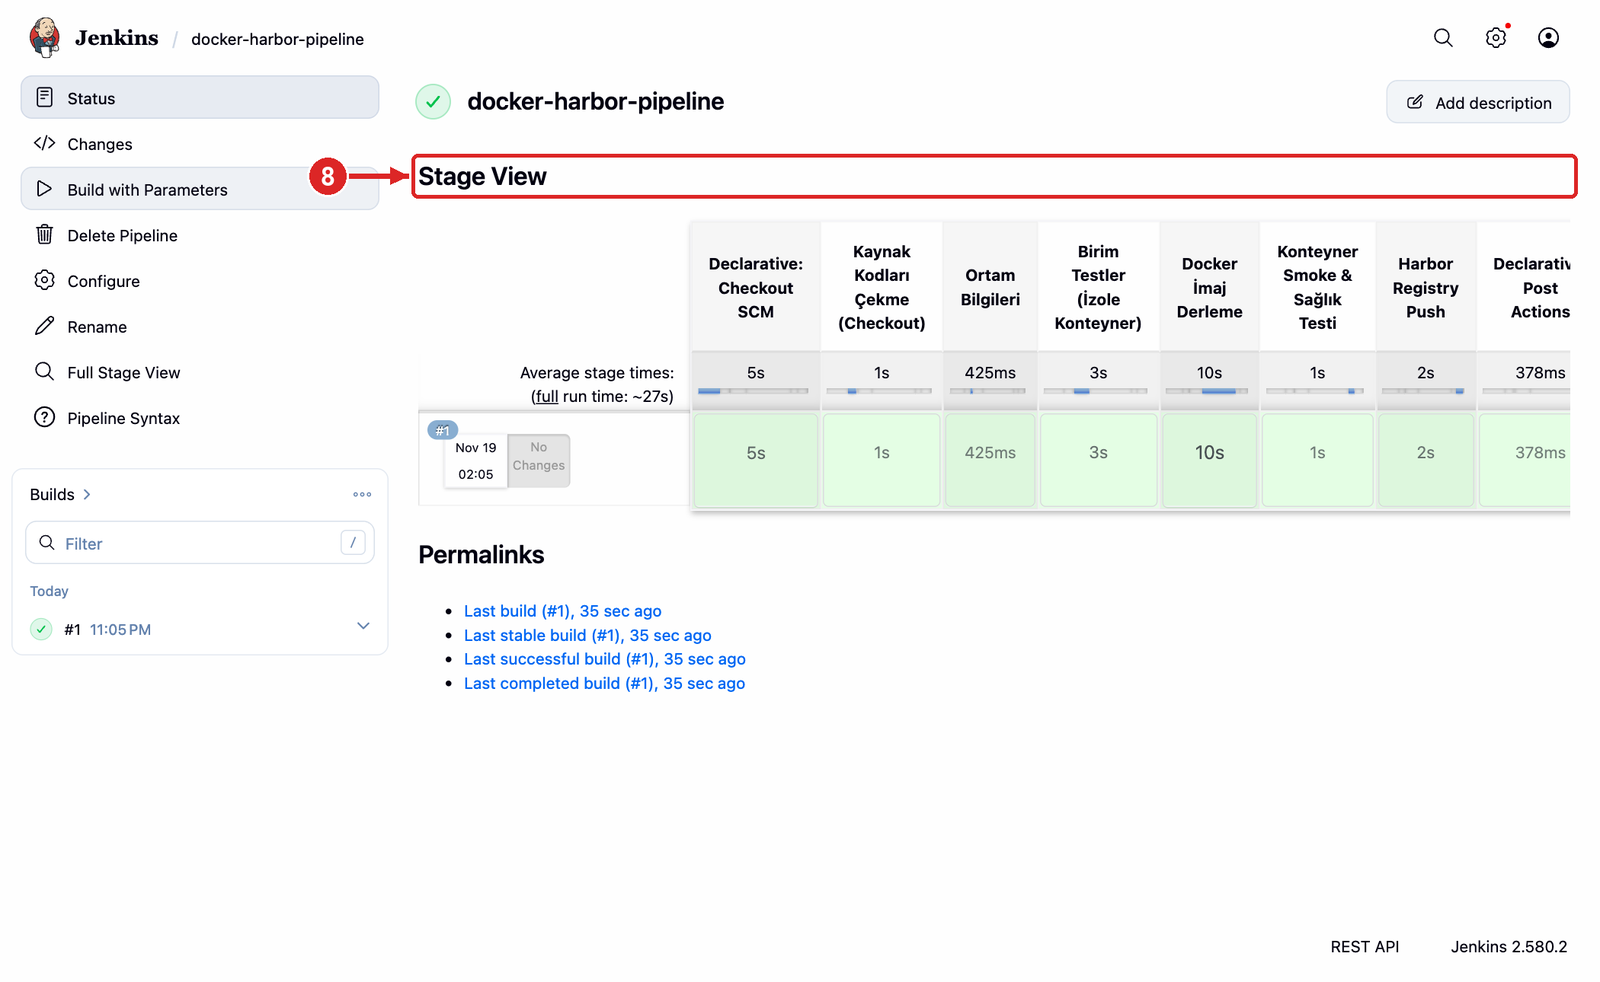 Jenkins / docker-harbor-pipeline
Status
Changes
Build with Parameters
Delete Pipeline
Configure
Rename
Full Stage View
Pipeline Syntax
Builds
Filter /
Today
#1 11:05 PM
docker-harbor-pipeline
Add description
8
Stage View
Declarative:
Checkout
SCM
Kaynak
Kodları
Çekme
(Checkout)
Ortam
Bilgileri
Birim
Testler
(İzole
Konteyner)
Docker
İmaj
Derleme
Konteyner
Smoke &
Sağlık
Testi
Harbor
Registry
Push
Declarativ
Post
Actions
Average stage times:
(full run time: ~27s)
5s 1s 425ms 3s 10s 1s 2s 378ms
#1
Nov 19
02:05
No
Changes
5s 1s 425ms 3s 10s 1s 2s 378ms
Permalinks
Last build (#1), 35 sec ago
Last stable build (#1), 35 sec ago
Last successful build (#1), 35 sec ago
Last completed build (#1), 35 sec ago
REST API Jenkins 2.580.2